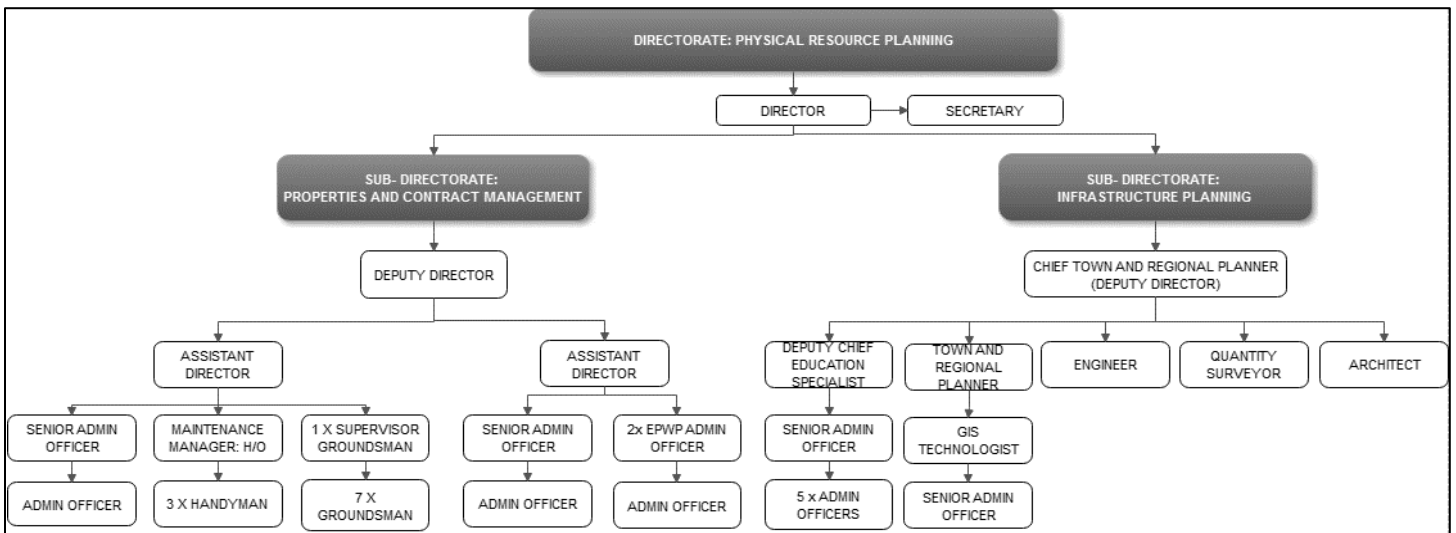 DIRECTORATE: PHYSICAL RESOURCE PLANNING
DIRECTOR
SECRETARY
SUB- DIRECTORATE:
PROPERTIES AND CONTRACT MANAGEMENT
SUB- DIRECTORATE:
INFRASTRUCTURE PLANNING
DEPUTY DIRECTOR
CHIEF TOWN AND REGIONAL PLANNER
(DEPUTY DIRECTOR)
ASSISTANT
DIRECTOR
ASSISTANT
DIRECTOR
DEPUTY CHIEF
EDUCATION
SPECIALIST
TOWN AND
REGIONAL
PLANNER
ENGINEER
QUANTITY
SURVEYOR
ARCHITECT
SENIOR ADMIN
OFFICER
MAINTENANCE
MANAGER: H/O
1 X SUPERVISOR
GROUNDSMAN
SENIOR ADMIN
OFFICER
2x EPWP ADMIN
OFFICER
SENIOR ADMIN
OFFICER
GIS
TECHNOLOGIST
ADMIN OFFICER
3 X HANDYMAN
7 X
GROUNDSMAN
ADMIN OFFICER
ADMIN OFFICER
5 x ADMIN
OFFICERS
SENIOR ADMIN
OFFICER